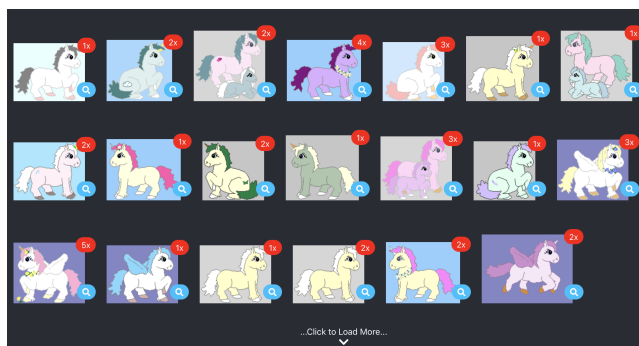 1x 2x 2x 4x 3x 1x 1x
2x 1x 2x 1x 3x 1x 3x
5x 1x 1x 2x 2x 2x
...Click to Load More...